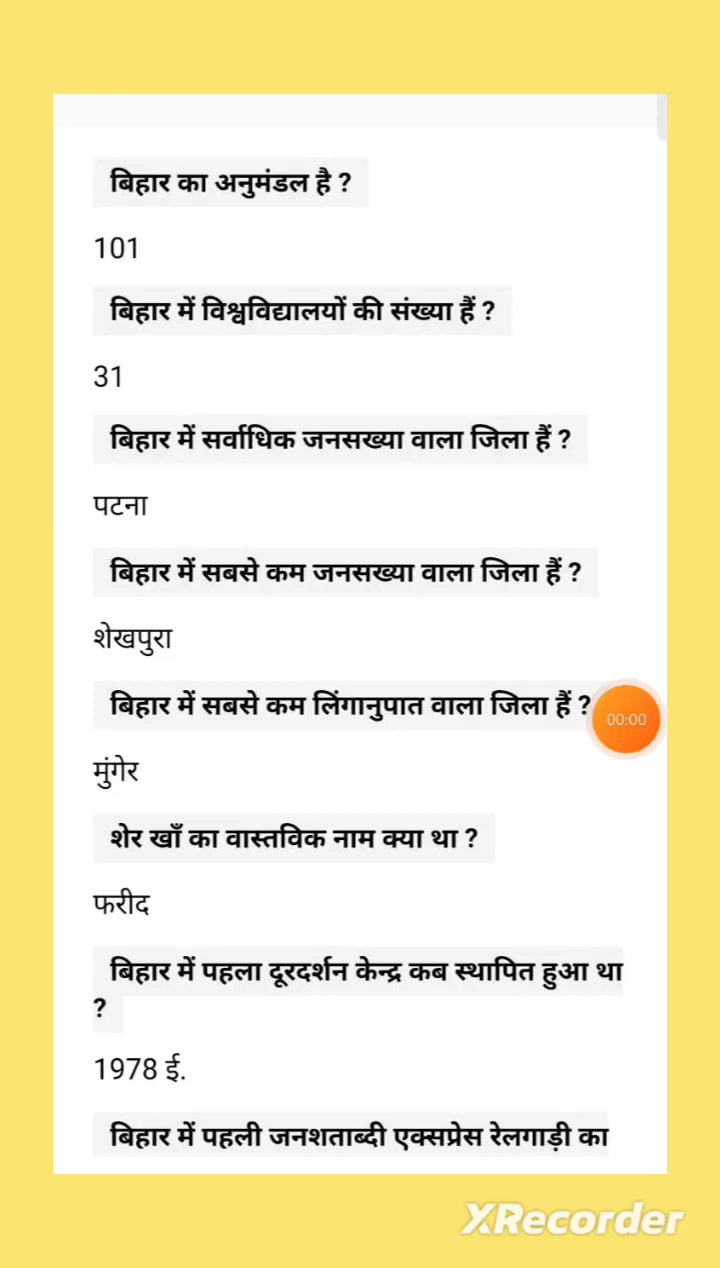 बिहार का अनुमंडल है ?
101
बिहार में विश्वविद्यालयों की संख्या हैं ?
31
बिहार में सर्वाधिक जनसख्या वाला जिला हैं ?
पटना
बिहार में सबसे कम जनसख्या वाला जिला हैं ?
शेखपुरा
बिहार में सबसे कम लिंगानुपात वाला जिला हैं ?
00:00
मुंगेर
शेर खाँ का वास्तविक नाम क्या था ?
फरीद
बिहार में पहला दूरदर्शन केन्द्र कब स्थापित हुआ था
?
1978 ई.
बिहार में पहली जनशताब्दी एक्सप्रेस रेलगाड़ी का
XRecorder